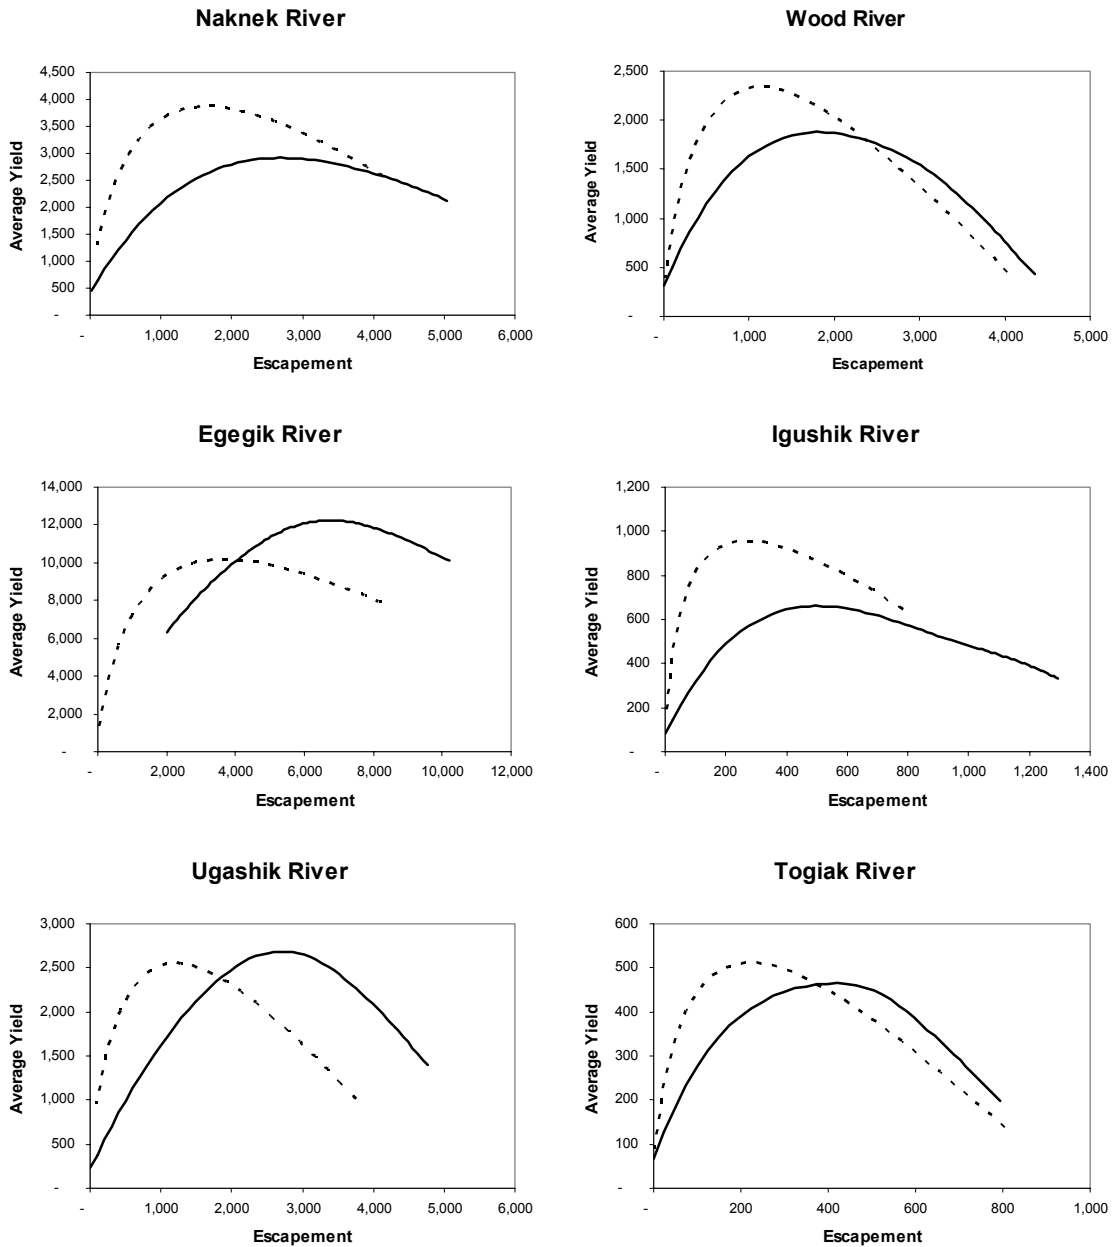 Naknek River
4,500
4,000
3,500
3,000
2,500
2,000
1,500
1,000
500
-
Average Yield
- 1,000 2,000 3,000 4,000 5,000 6,000
Escapement
Wood River
2,500
2,000
1,500
1,000
500
-
Average Yield
- 1,000 2,000 3,000 4,000 5,000
Escapement
Egegik River
14,000
12,000
10,000
8,000
6,000
4,000
2,000
-
Average Yield
- 2,000 4,000 6,000 8,000 10,000 12,000
Escapement
Igushik River
1,200
1,000
800
600
400
200
-
Average Yield
- 200 400 600 800 1,000 1,200 1,400
Escapement
Ugashik River
3,000
2,500
2,000
1,500
1,000
500
-
Average Yield
- 1,000 2,000 3,000 4,000 5,000 6,000
Escapement
Togiak River
600
500
400
300
200
100
-
Average Yield
- 200 400 600 800 1,000
Escapement